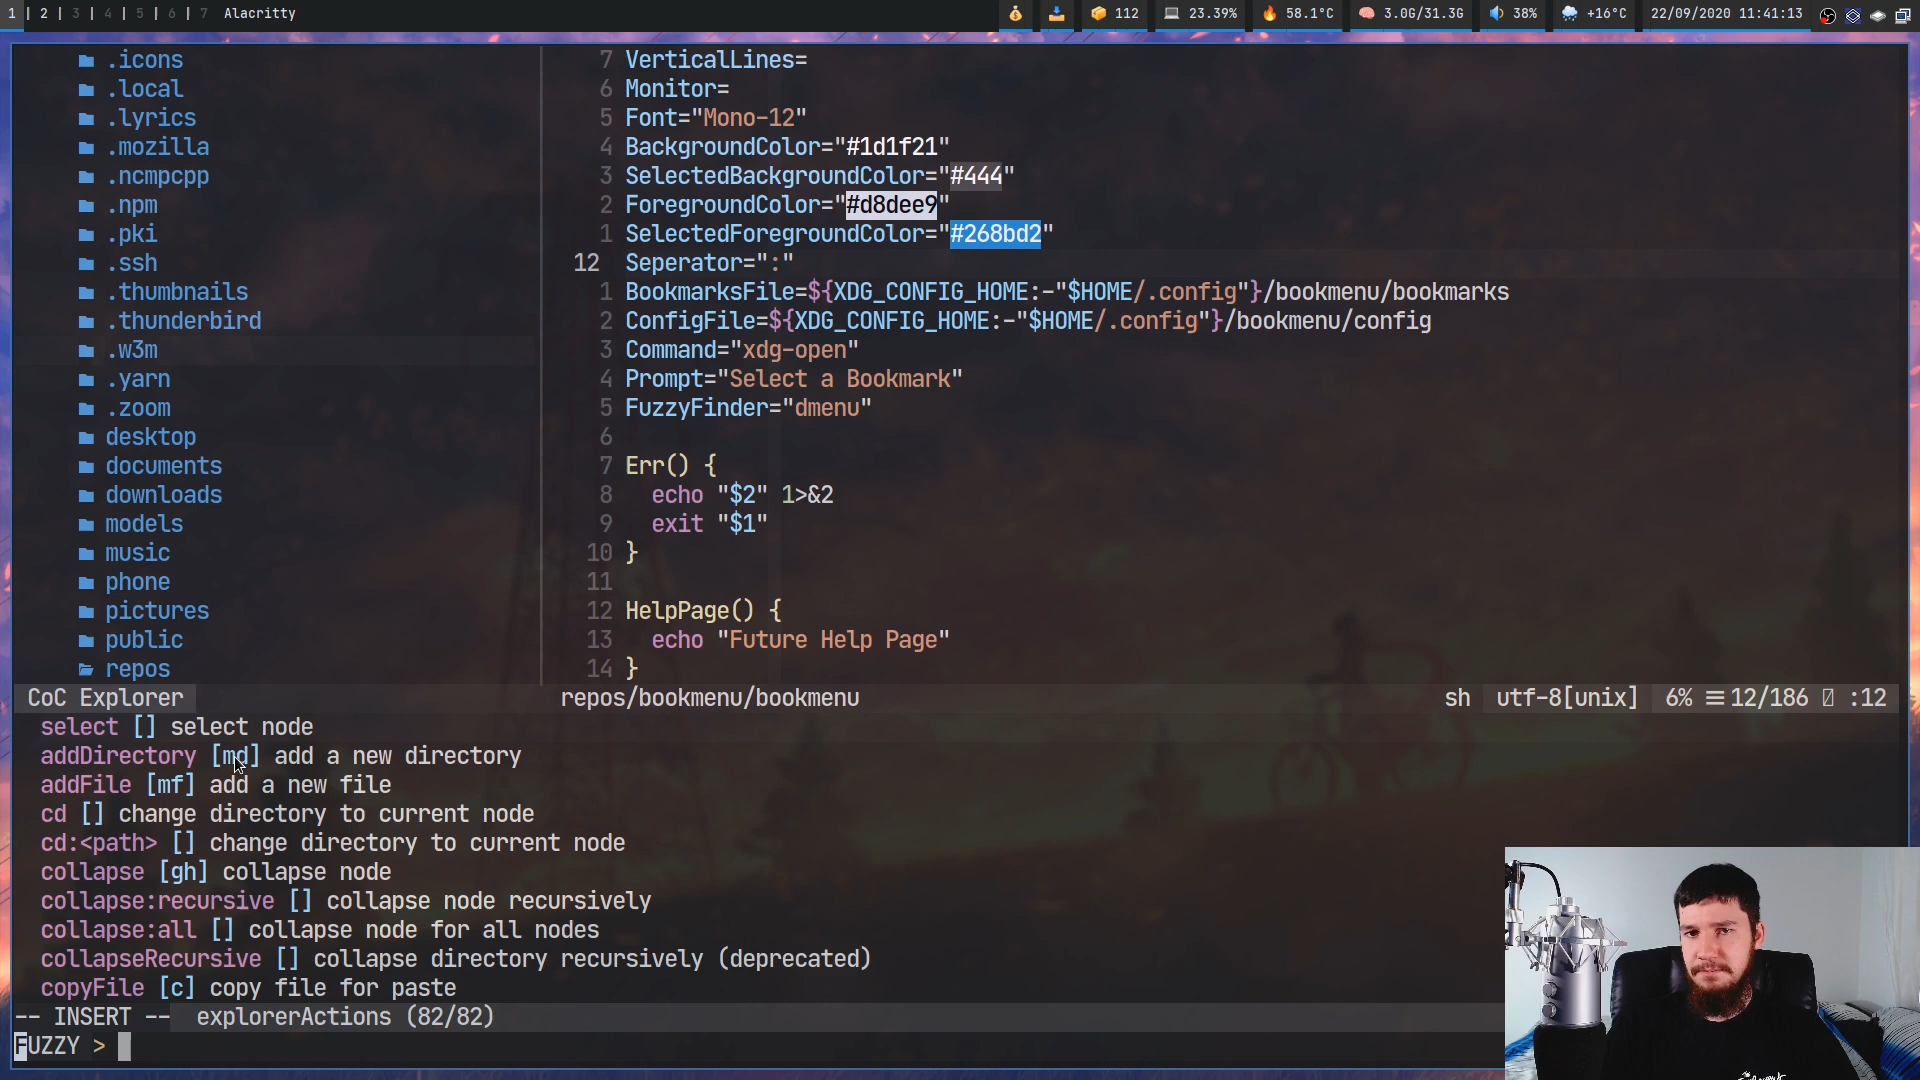 1 | 2 | 3 | 4 | 5 | 6 | 7 Alacritty
112 23.39% 58.1°C 3.0G/31.3G 38% +16°C 22/09/2020 11:41:13
.icons
.local
.lyrics
.mozilla
.ncmpcpp
.npm
.pki
.ssh
.thumbnails
.thunderbird
.w3m
.yarn
.zoom
desktop
documents
downloads
models
music
phone
pictures
public
repos
7 VerticalLines=
6 Monitor=
5 Font="Mono-12"
4 BackgroundColor="#1d1f21"
3 SelectedBackgroundColor="#444"
2 ForegroundColor="#d8dee9"
1 SelectedForegroundColor="#268bd2"
12 Seperator=":"
1 BookmarksFile=${XDG_CONFIG_HOME:-"$HOME/.config"}/bookmenu/bookmarks
2 ConfigFile=${XDG_CONFIG_HOME:-"$HOME/.config"}/bookmenu/config
3 Command="xdg-open"
4 Prompt="Select a Bookmark"
5 FuzzyFinder="dmenu"
6
7 Err() {
8 echo "$2" 1>&2
9 exit "$1"
10 }
11
12 HelpPage() {
13 echo "Future Help Page"
14 }
CoC Explorer
repos/bookmenu/bookmenu
sh utf-8[unix] 6% ☰ 12/186 :12
select [] select node
addDirectory [md] add a new directory
addFile [mf] add a new file
cd [] change directory to current node
cd:<path> [] change directory to current node
collapse [gh] collapse node
collapse:recursive [] collapse node recursively
collapse:all [] collapse node for all nodes
collapseRecursive [] collapse directory recursively (deprecated)
copyFile [c] copy file for paste
-- INSERT -- explorerActions (82/82)
FUZZY >